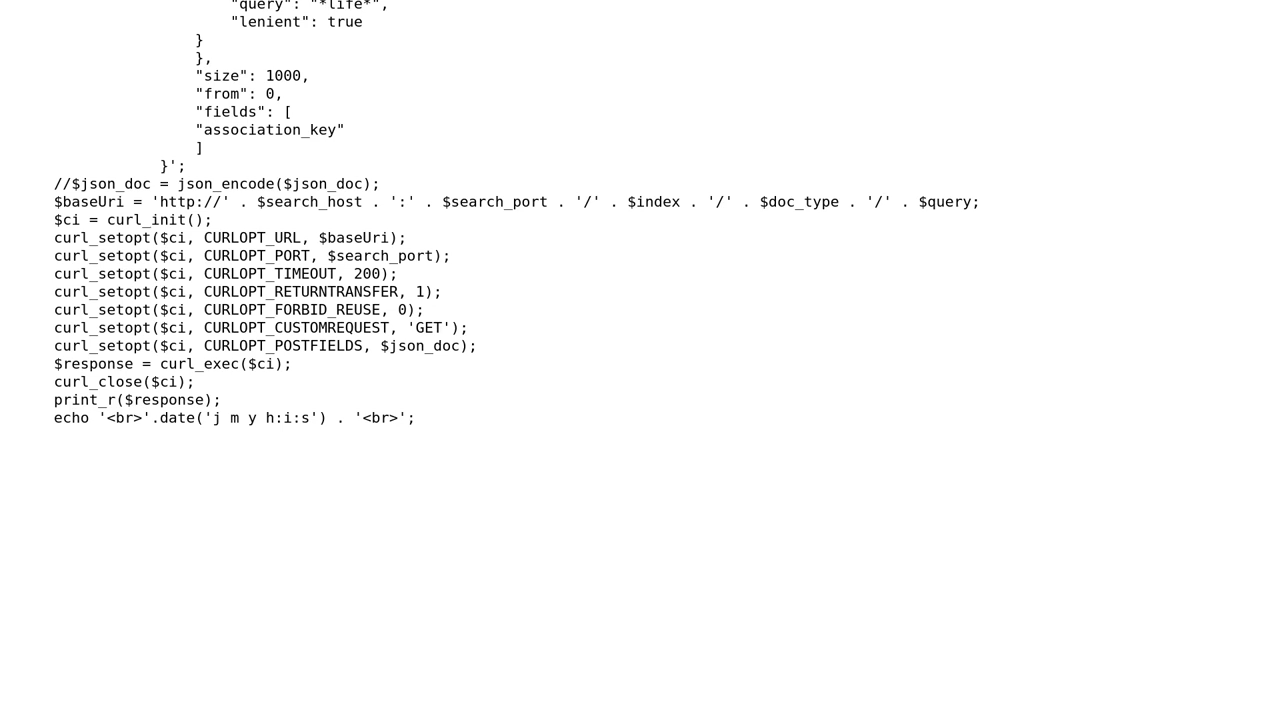 "query": "*life*",
"lenient": true
}
},
"size": 1000,
"from": 0,
"fields": [
"association_key"
]
}';
//$json_doc = json_encode($json_doc);
$baseUri = 'http://' . $search_host . ':' . $search_port . '/' . $index . '/' . $doc_type . '/' . $query;
$ci = curl_init();
curl_setopt($ci, CURLOPT_URL, $baseUri);
curl_setopt($ci, CURLOPT_PORT, $search_port);
curl_setopt($ci, CURLOPT_TIMEOUT, 200);
curl_setopt($ci, CURLOPT_RETURNTRANSFER, 1);
curl_setopt($ci, CURLOPT_FORBID_REUSE, 0);
curl_setopt($ci, CURLOPT_CUSTOMREQUEST, 'GET');
curl_setopt($ci, CURLOPT_POSTFIELDS, $json_doc);
$response = curl_exec($ci);
curl_close($ci);
print_r($response);
echo '<br>'.date('j m y h:i:s') . '<br>';